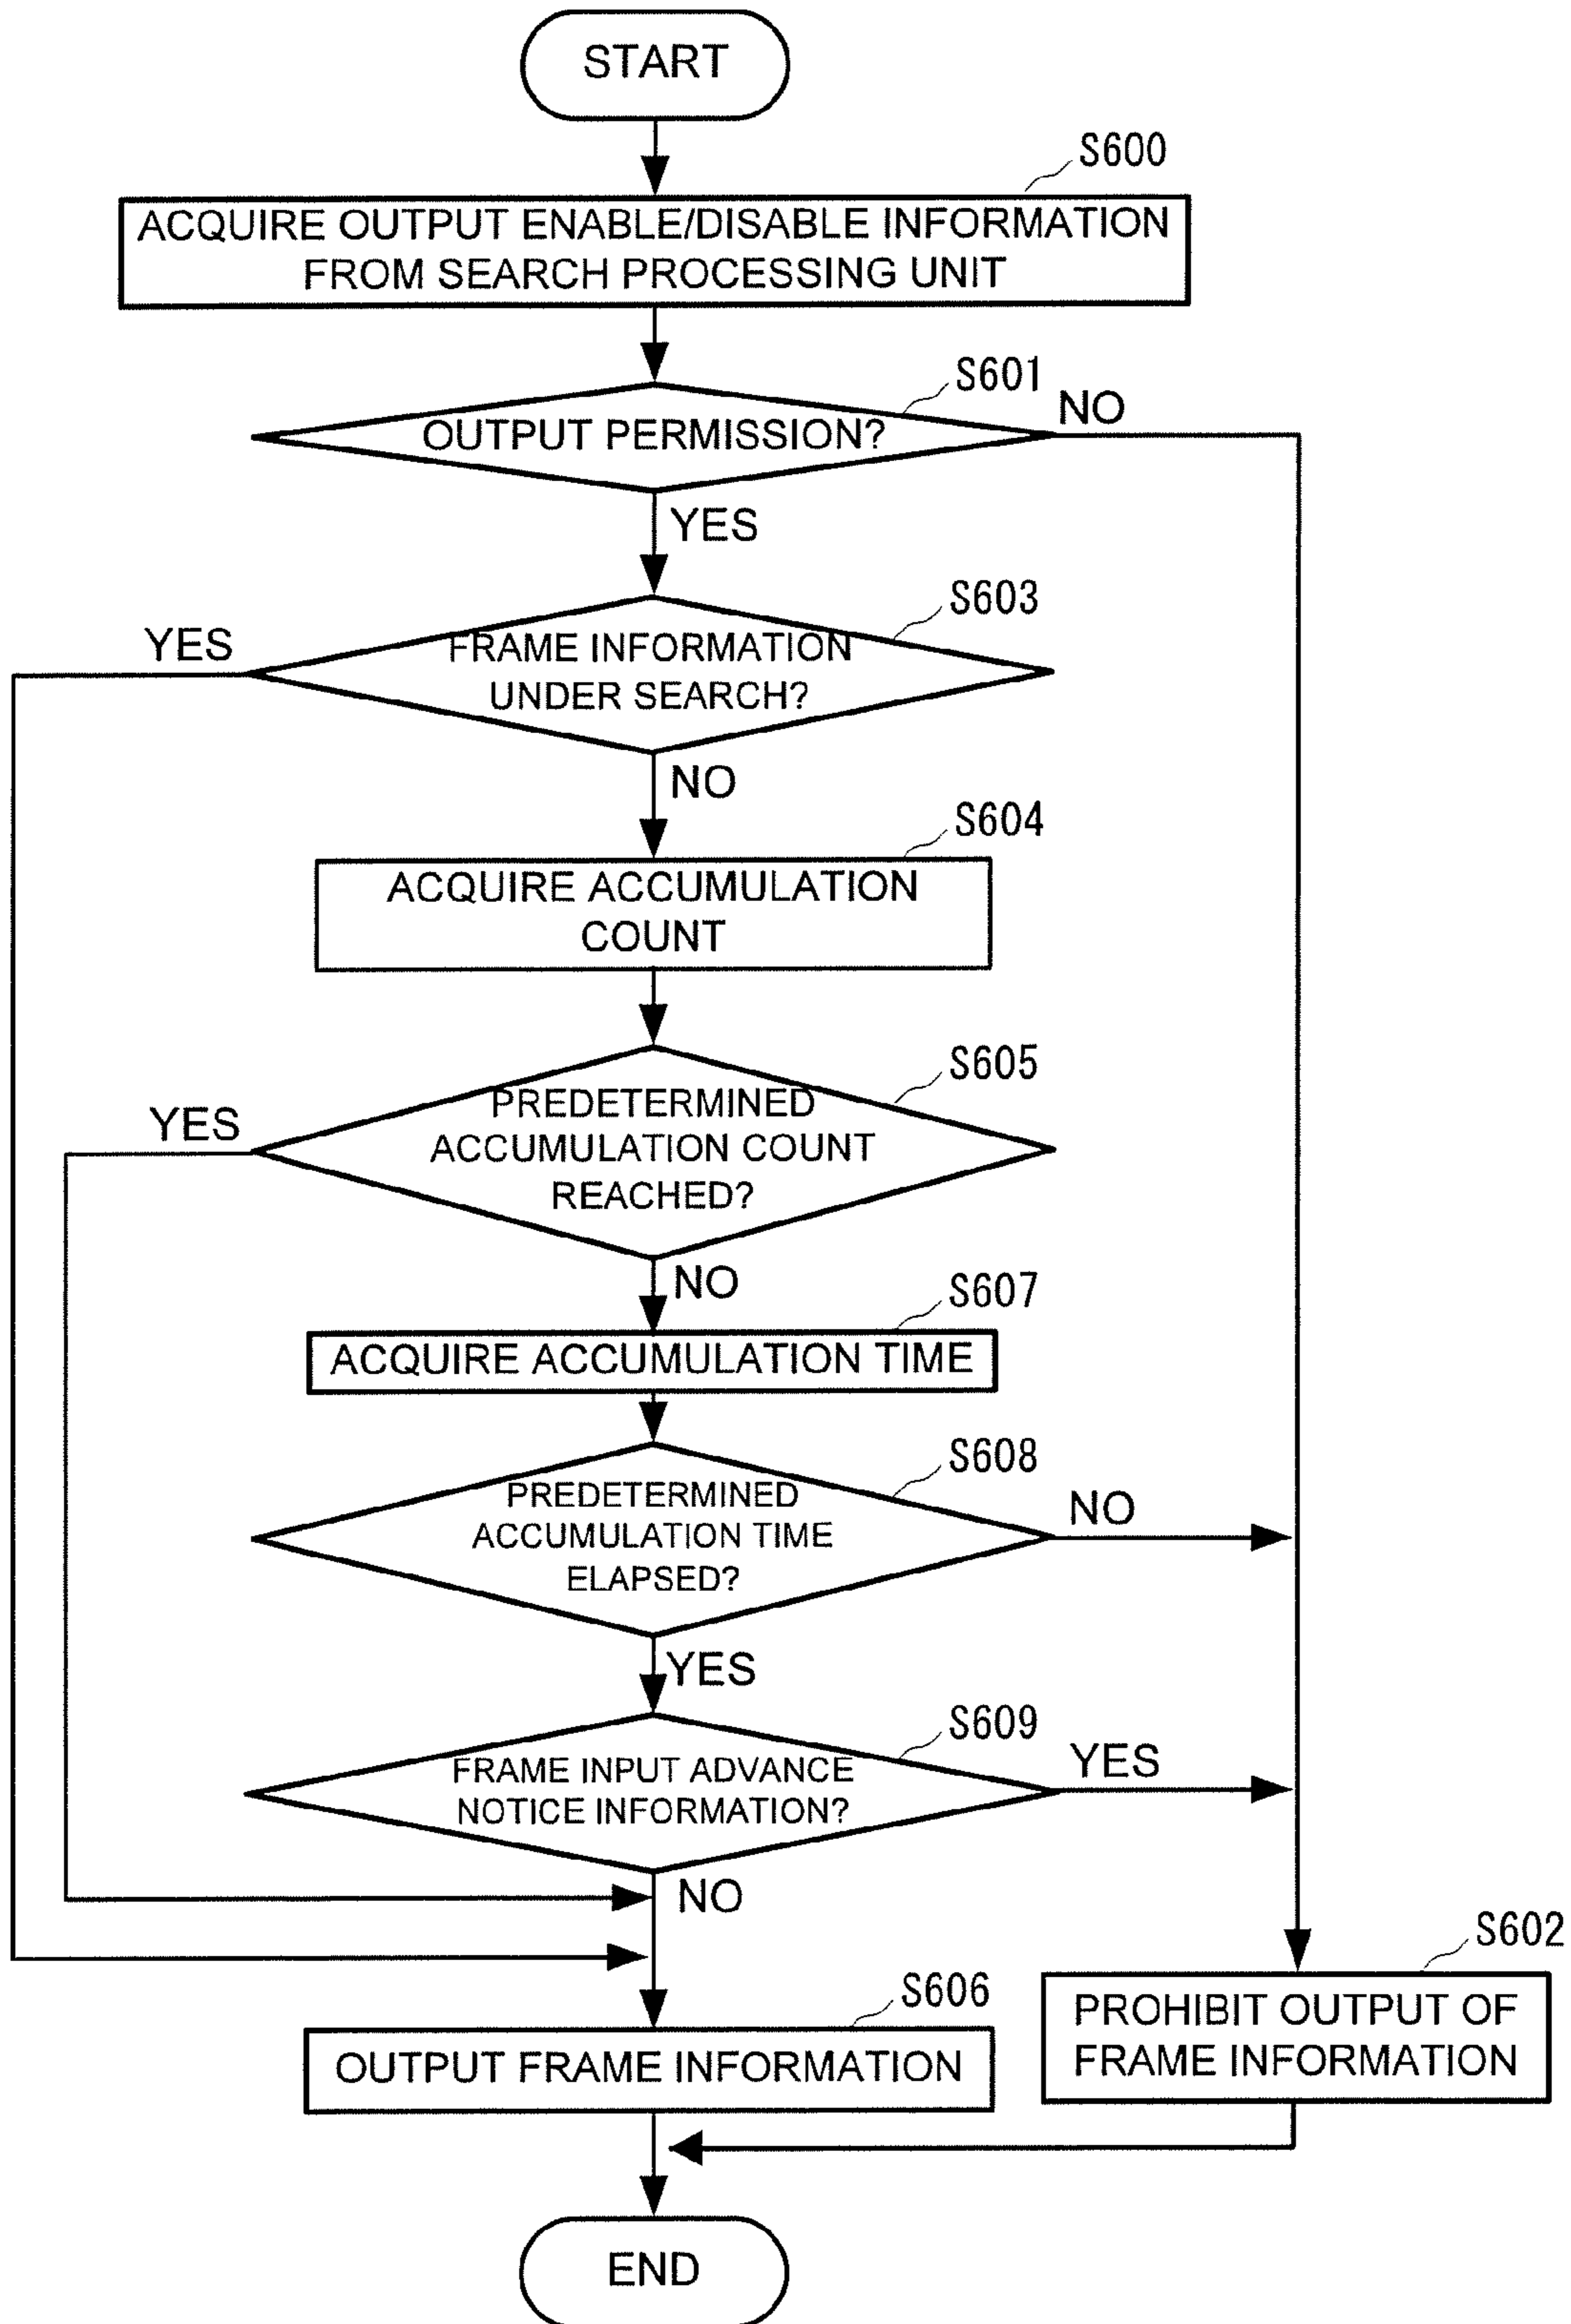 START
S600
ACQUIRE OUTPUT ENABLE/DISABLE INFORMATION
FROM SEARCH PROCESSING UNIT
S601
OUTPUT PERMISSION?
NO
YES
S603
YES
FRAME INFORMATION
UNDER SEARCH?
NO
S604
ACQUIRE ACCUMULATION
COUNT
S605
YES
PREDETERMINED
ACCUMULATION COUNT
REACHED?
NO
S607
ACQUIRE ACCUMULATION TIME
S608
PREDETERMINED
ACCUMULATION TIME
ELAPSED?
NO
YES
S609
FRAME INPUT ADVANCE
NOTICE INFORMATION?
YES
NO
S602
PROHIBIT OUTPUT OF
FRAME INFORMATION
S606
OUTPUT FRAME INFORMATION
END